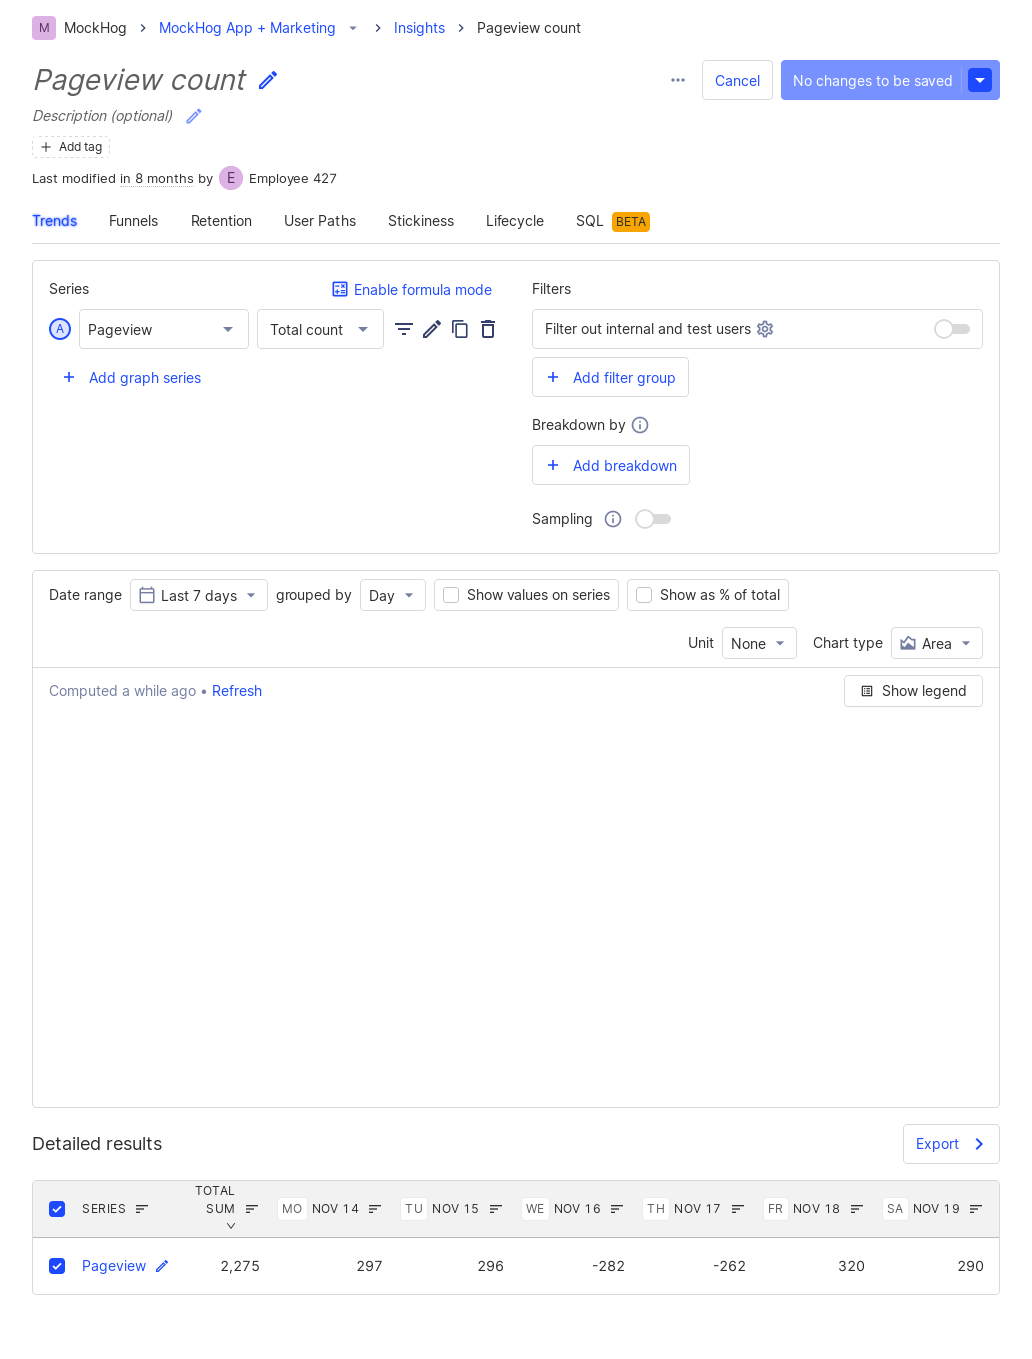 M MockHog > MockHog App + Marketing > Insights > Pageview count
Pageview count
Cancel
No changes to be saved
Description (optional)
Add tag
Last modified in 8 months by E Employee 427
Trends Funnels Retention User Paths Stickiness Lifecycle SQL BETA
Series
Enable formula mode
Filters
A Pageview
Total count
Filter out internal and test users
+ Add graph series
+ Add filter group
Breakdown by
+ Add breakdown
Sampling
Date range Last 7 days grouped by Day Show values on series Show as % of total
Unit None Chart type Area
Computed a while ago • Refresh
Show legend
Detailed results
Export
SERIES TOTAL SUM MO NOV 14 TU NOV 15 WE NOV 16 TH NOV 17 FR NOV 18 SA NOV 19
Pageview 2,275 297 296 -282 -262 320 290